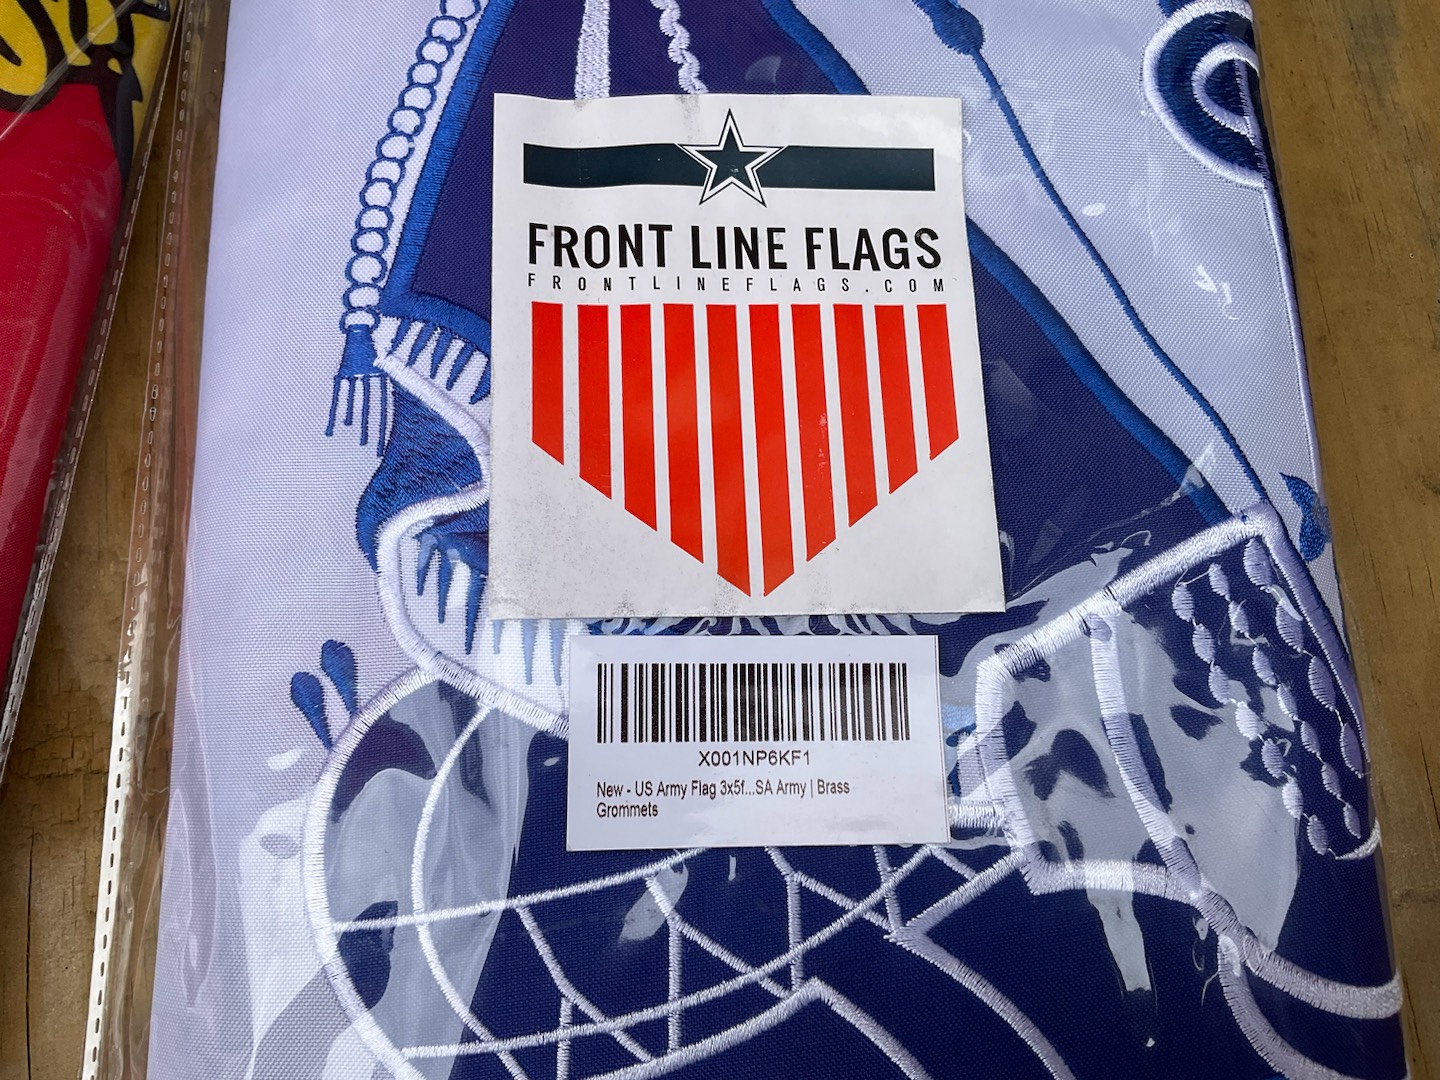 FRONT LINE FLAGS
FRONTLINEFLAGS.COM
X001NP6KF1
New - US Army Flag 3x5f...SA Army | Brass
Grommets